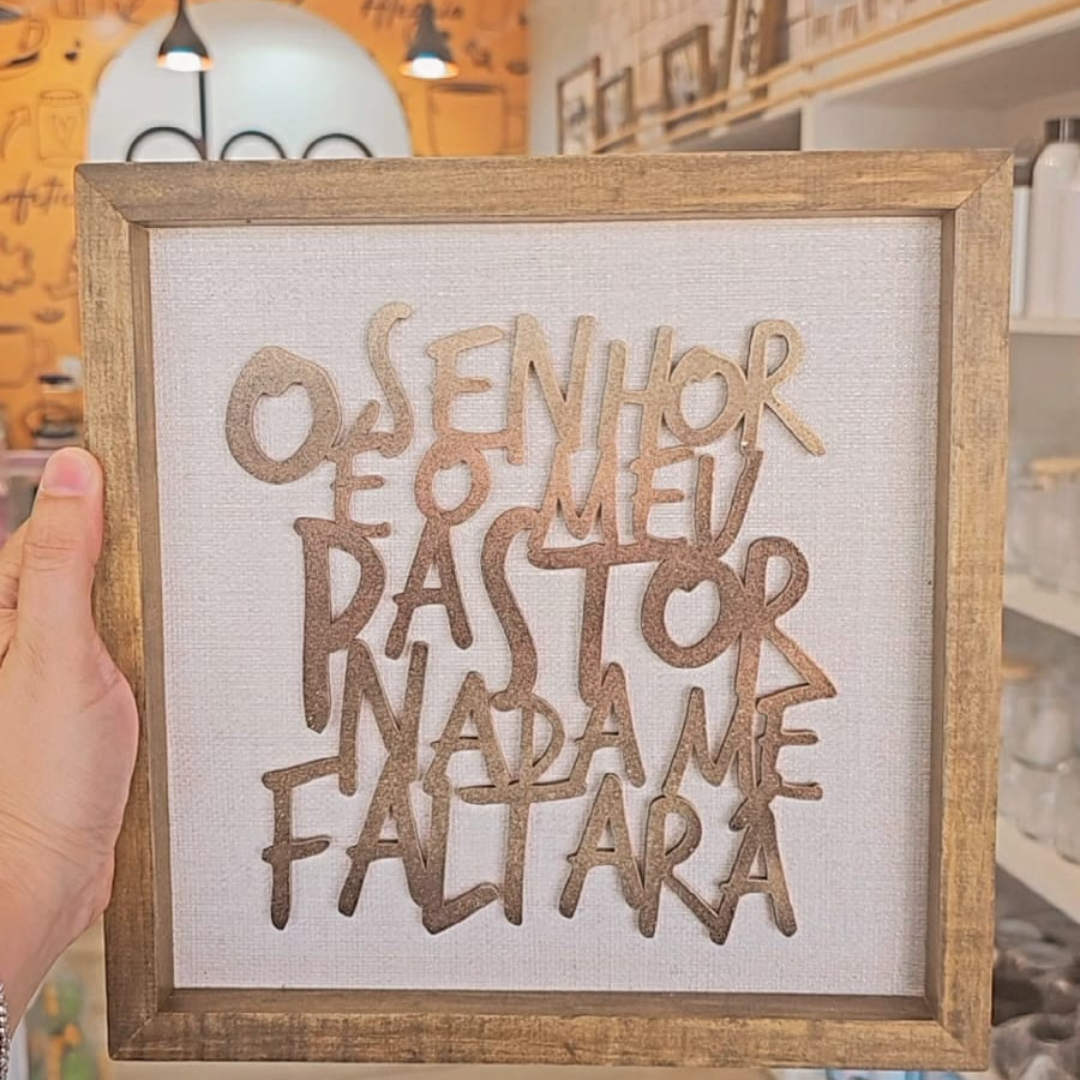 O SENHOR
É O MEU
PASTOR
NADA ME
FALTARÁ